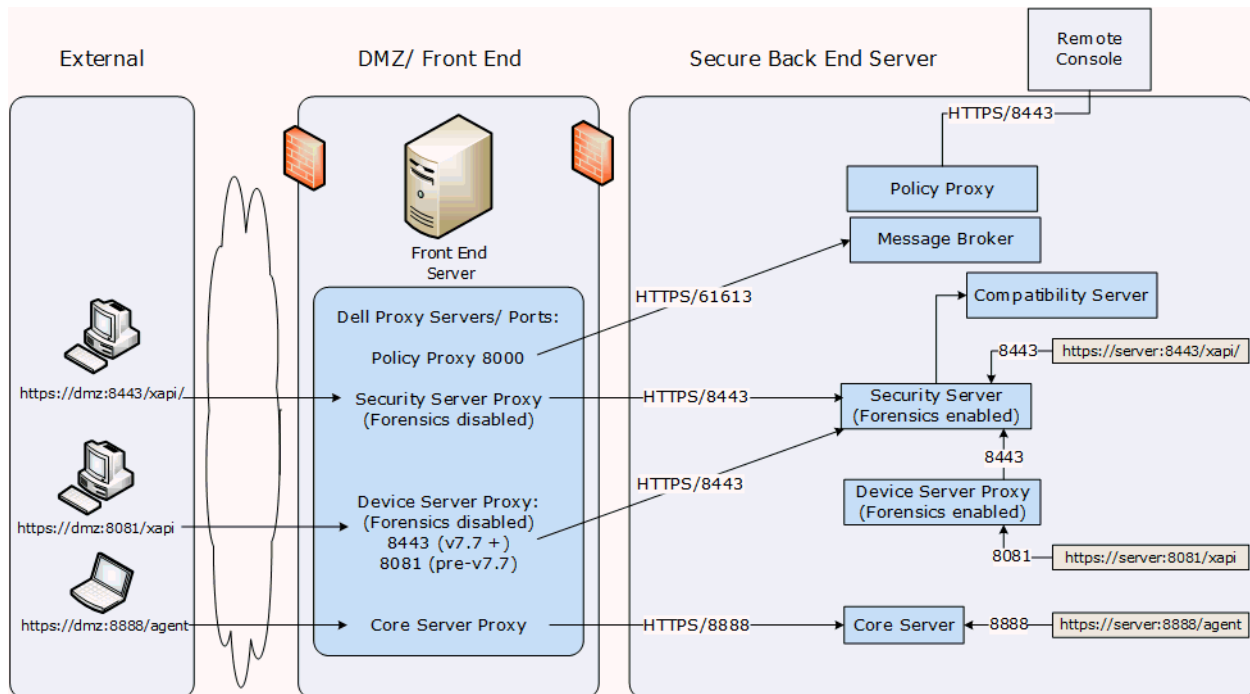 External
DMZ/ Front End
Secure Back End Server
Remote
Console
HTTPS/8443
Policy Proxy
Message Broker
Front End
Server
HTTPS/61613
Compatibility Server
Dell Proxy Servers/ Ports:
Policy Proxy 8000
8443
https://server:8443/xapi/
https://dmz:8443/xapi/
Security Server Proxy
(Forensics disabled)
HTTPS/8443
Security Server
(Forensics enabled)
8443
HTTPS/8443
Device Server Proxy
(Forensics enabled)
https://dmz:8081/xapi
Device Server Proxy:
(Forensics disabled)
8443 (v7.7 +)
8081 (pre-v7.7)
8081
https://server:8081/xapi
https://dmz:8888/agent
Core Server Proxy
HTTPS/8888
Core Server
8888
https://server:8888/agent